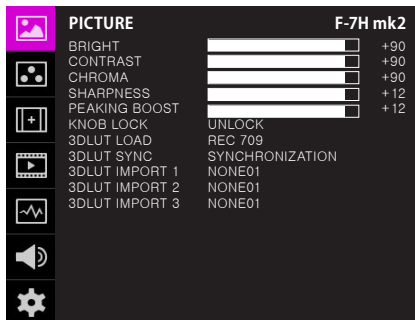 PICTURE F-7H mk2
BRIGHT +90
CONTRAST +90
CHROMA +90
SHARPNESS +12
PEAKING BOOST +12
KNOB LOCK UNLOCK
3DLUT LOAD REC 709
3DLUT SYNC SYNCHRONIZATION
3DLUT IMPORT 1 NONE01
3DLUT IMPORT 2 NONE01
3DLUT IMPORT 3 NONE01